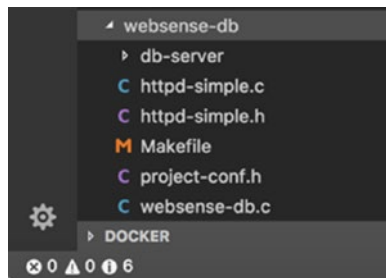 websense-db
db-server
C httpd-simple.c
C httpd-simple.h
M Makefile
C project-conf.h
C websense-db.c
DOCKER
0 0 6